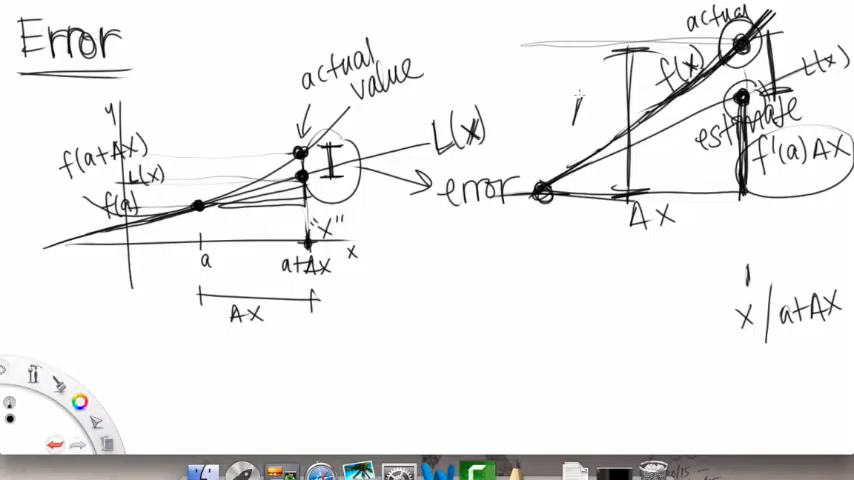 Error
actual
value
y
f(a+ΔX)
L(x)
f(a)
L(x)
error
"X"
a
a+ΔX
x
ΔX
actual
f(x)
L(x)
estimate
f'(a) ΔX
ΔX
x / a+ΔX